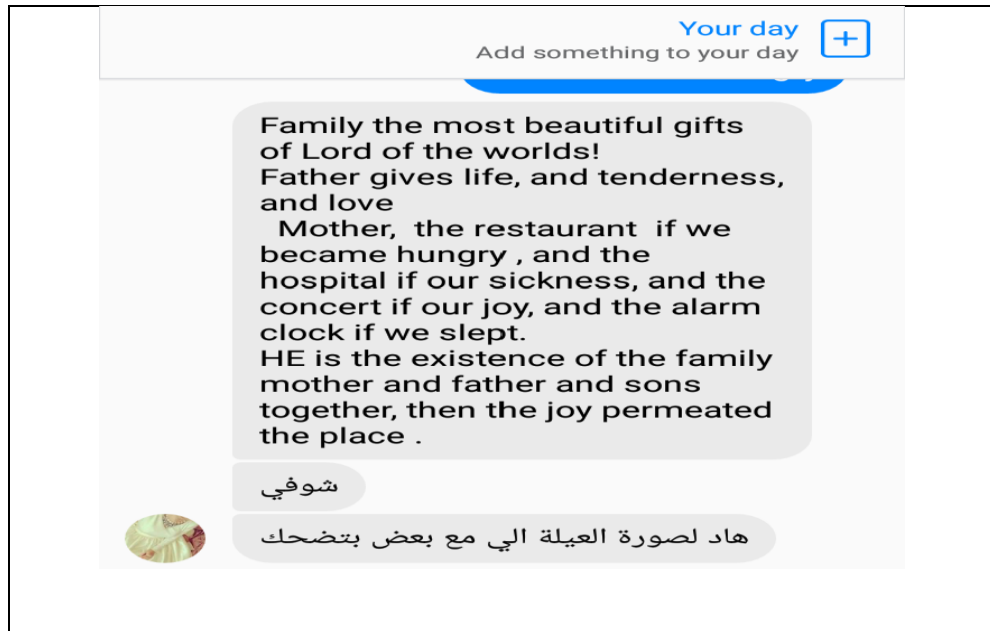 Your day
Add something to your day
Family the most beautiful gifts
of Lord of the worlds!
Father gives life, and tenderness,
and love
Mother, the restaurant if we
became hungry , and the
hospital if our sickness, and the
concert if our joy, and the alarm
clock if we slept.
HE is the existence of the family
mother and father and sons
together, then the joy permeated
the place .
شوفي
هاد لصورة العيلة الي مع بعض بتضحك